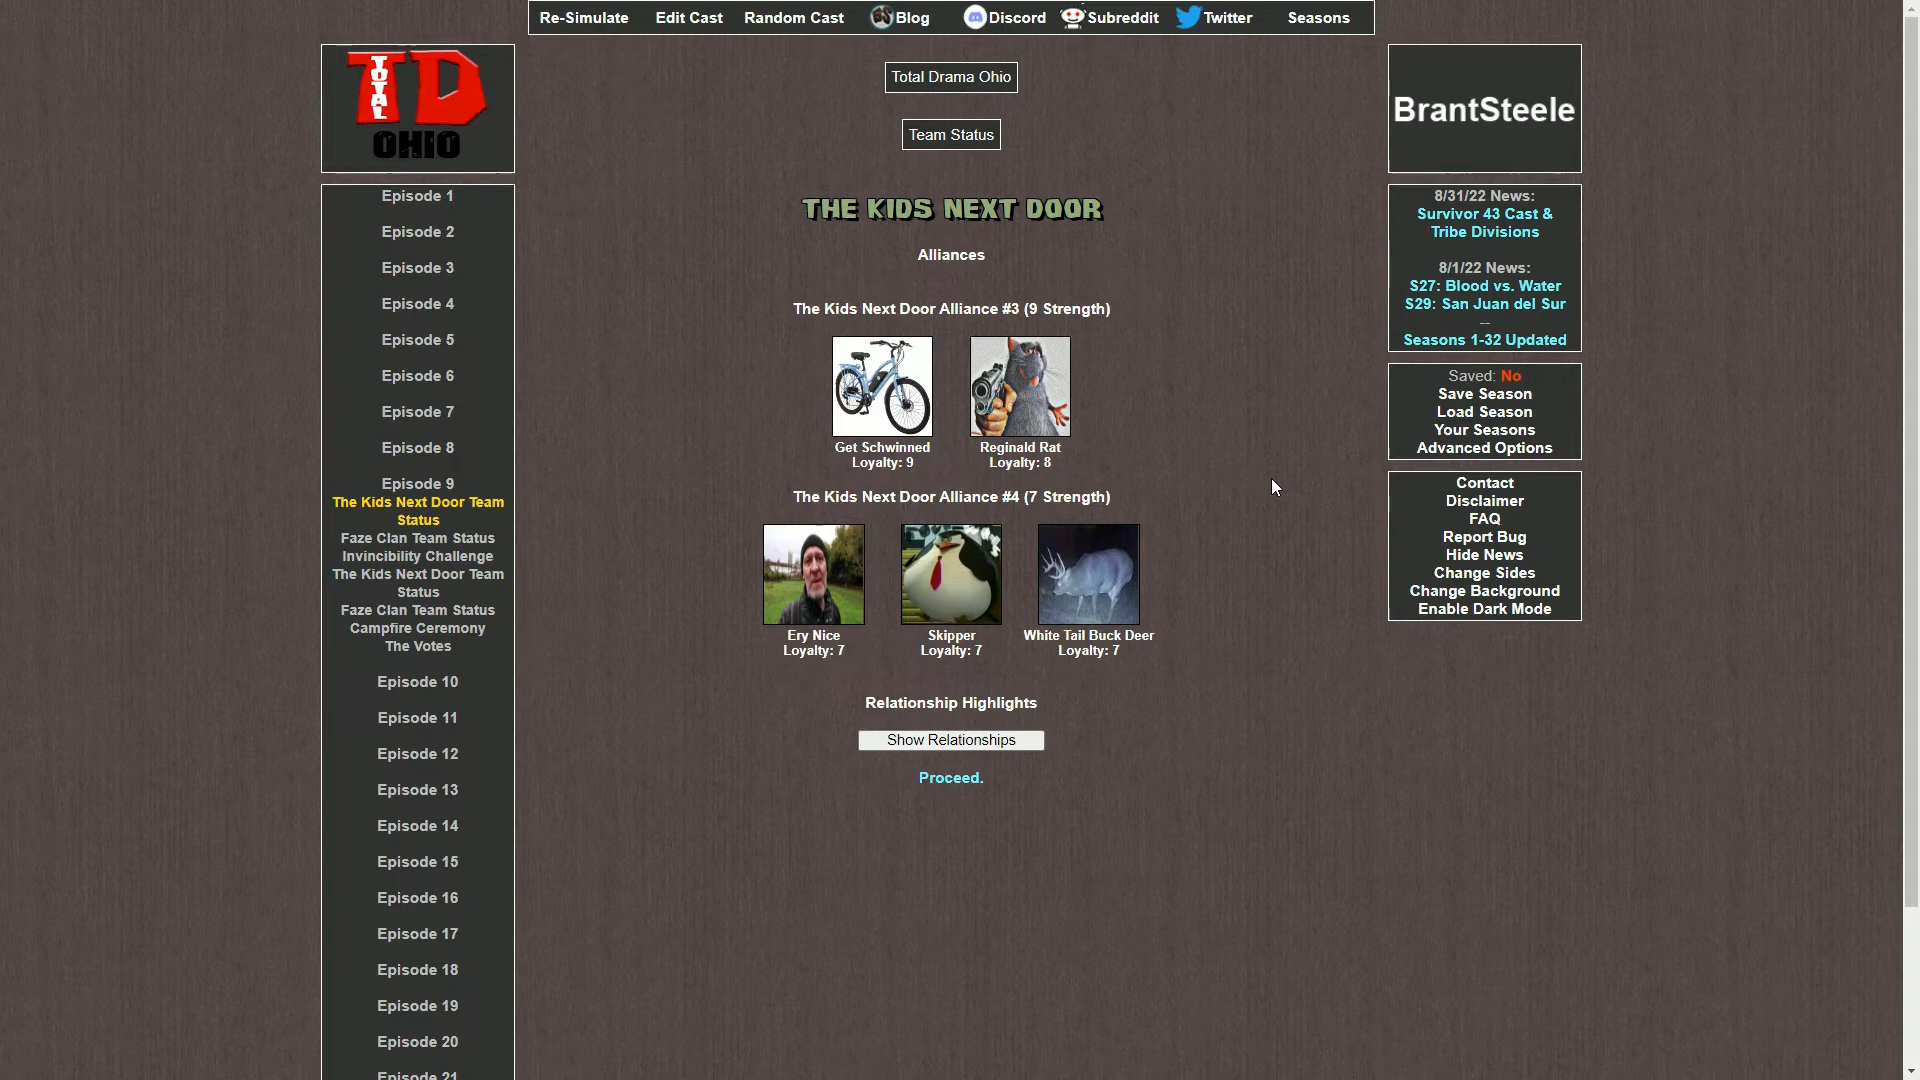 Re-Simulate Edit Cast Random Cast Blog Discord Subreddit Twitter Seasons
TOTAL
TD
OHIO
Episode 1
Episode 2
Episode 3
Episode 4
Episode 5
Episode 6
Episode 7
Episode 8
Episode 9
The Kids Next Door Team
Status
Faze Clan Team Status
Invincibility Challenge
The Kids Next Door Team
Status
Faze Clan Team Status
Campfire Ceremony
The Votes
Episode 10
Episode 11
Episode 12
Episode 13
Episode 14
Episode 15
Episode 16
Episode 17
Episode 18
Episode 19
Episode 20
Episode 21
Total Drama Ohio
Team Status
THE KIDS NEXT DOOR
Alliances
The Kids Next Door Alliance #3 (9 Strength)
Get Schwinned
Loyalty: 9
Reginald Rat
Loyalty: 8
The Kids Next Door Alliance #4 (7 Strength)
Ery Nice
Loyalty: 7
Skipper
Loyalty: 7
White Tail Buck Deer
Loyalty: 7
Relationship Highlights
Show Relationships
Proceed.
BrantSteele
8/31/22 News:
Survivor 43 Cast &
Tribe Divisions
8/1/22 News:
S27: Blood vs. Water
S29: San Juan del Sur
--
Seasons 1-32 Updated
Saved: No
Save Season
Load Season
Your Seasons
Advanced Options
Contact
Disclaimer
FAQ
Report Bug
Hide News
Change Sides
Change Background
Enable Dark Mode